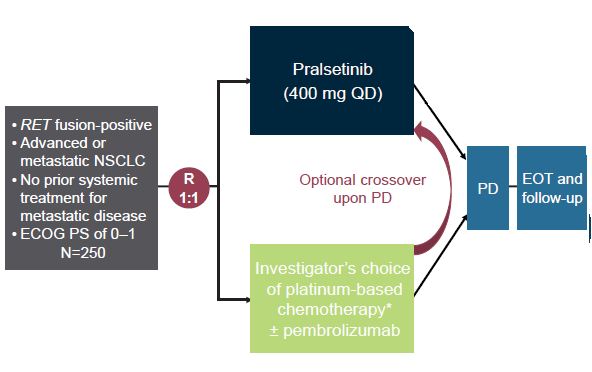 • RET fusion-positive
• Advanced or
metastatic NSCLC
• No prior systemic
treatment for
metastatic disease
• ECOG PS of 0–1
N=250
R
1:1
Pralsetinib
(400 mg QD)
Optional crossover
upon PD
Investigator's choice
of platinum-based
chemotherapy*
± pembrolizumab
PD
EOT and
follow-up